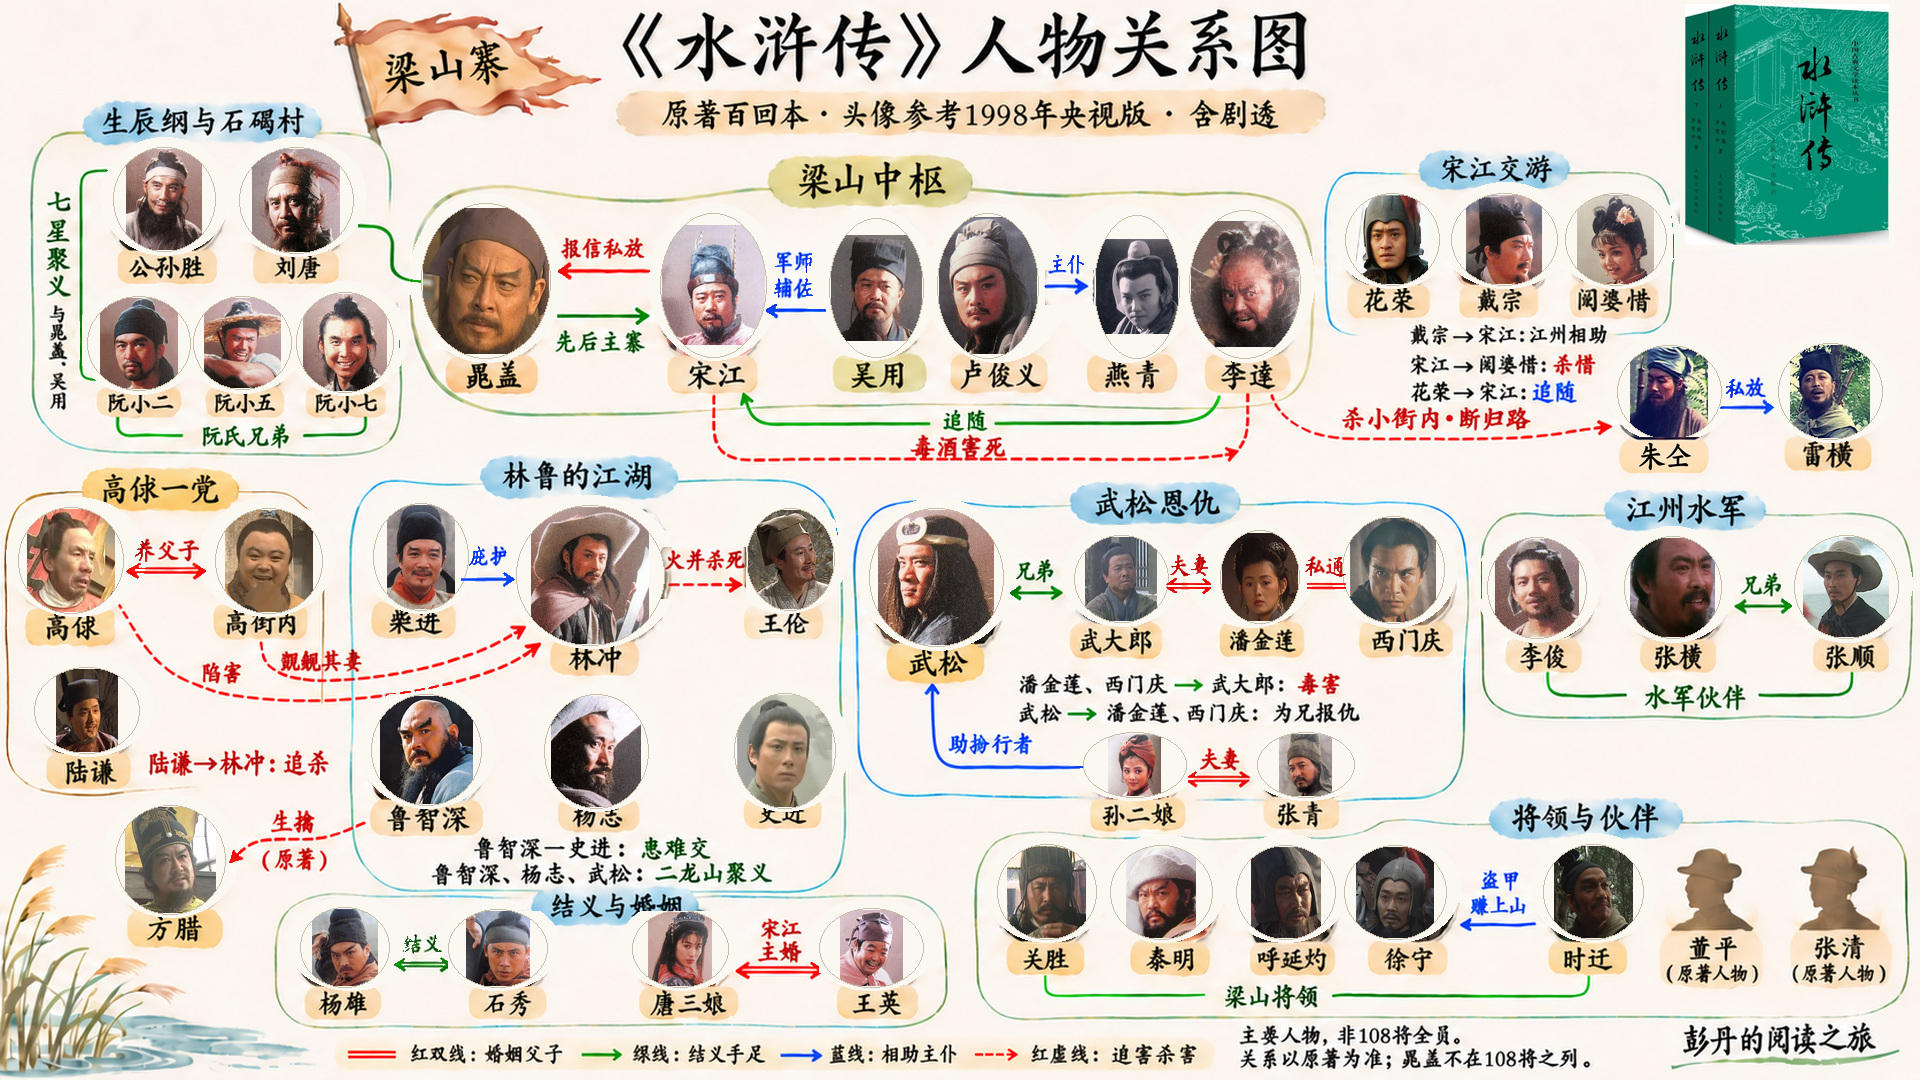 梁山寨
《水浒传》人物关系图
原著百回本·头像参考1998年央视版 · 含剧透
水浒传
水浒传
水浒传
生辰纲与石碣村
七星聚义 与晁盖、吴用
公孙胜
刘唐
阮小二
阮小五
阮小七
阮氏兄弟
梁山中枢
晁盖
报信私放
先后主寨
宋江
军师
辅佐
吴用
卢俊义
主仆
燕青
李逵
追随
毒酒害死
宋江交游
花荣
戴宗
阎婆惜
戴宗→宋江:江州相助
宋江→阎婆惜:杀惜
花荣→宋江:追随
杀小衙内·断归路
朱仝
私放
雷横
高俅一党
高俅
养父子
高衙内
陷害
觊觎其妻
陆谦
陆谦→林冲:追杀
生擒
(原著)
方腊
林鲁的江湖
柴进
庇护
林冲
火并杀死
王伦
鲁智深
杨志
史进
鲁智深一史进：患难交
鲁智深、杨志、武松：二龙山聚义
武松恩仇
武松
兄弟
武大郎
夫妻
潘金莲
私通
西门庆
潘金莲、西门庆→武大郎：毒害
武松→潘金莲、西门庆：为兄报仇
助扮行者
孙二娘
夫妻
张青
江州水军
李俊
张横
兄弟
张顺
水军伙伴
结义与婚姻
杨雄
结义
石秀
扈三娘
宋江
主婚
王英
将领与伙伴
关胜
秦明
呼延灼
徐宁
盗甲
赚上山
时迁
董平
(原著人物)
张清
(原著人物)
梁山将领
红双线：婚姻父子
绿线：结义手足
蓝线：相助主仆
红虚线：迫害杀害
主要人物，非108将全员。
关系以原著为准；晁盖不在108将之列。
彭丹的阅读之旅